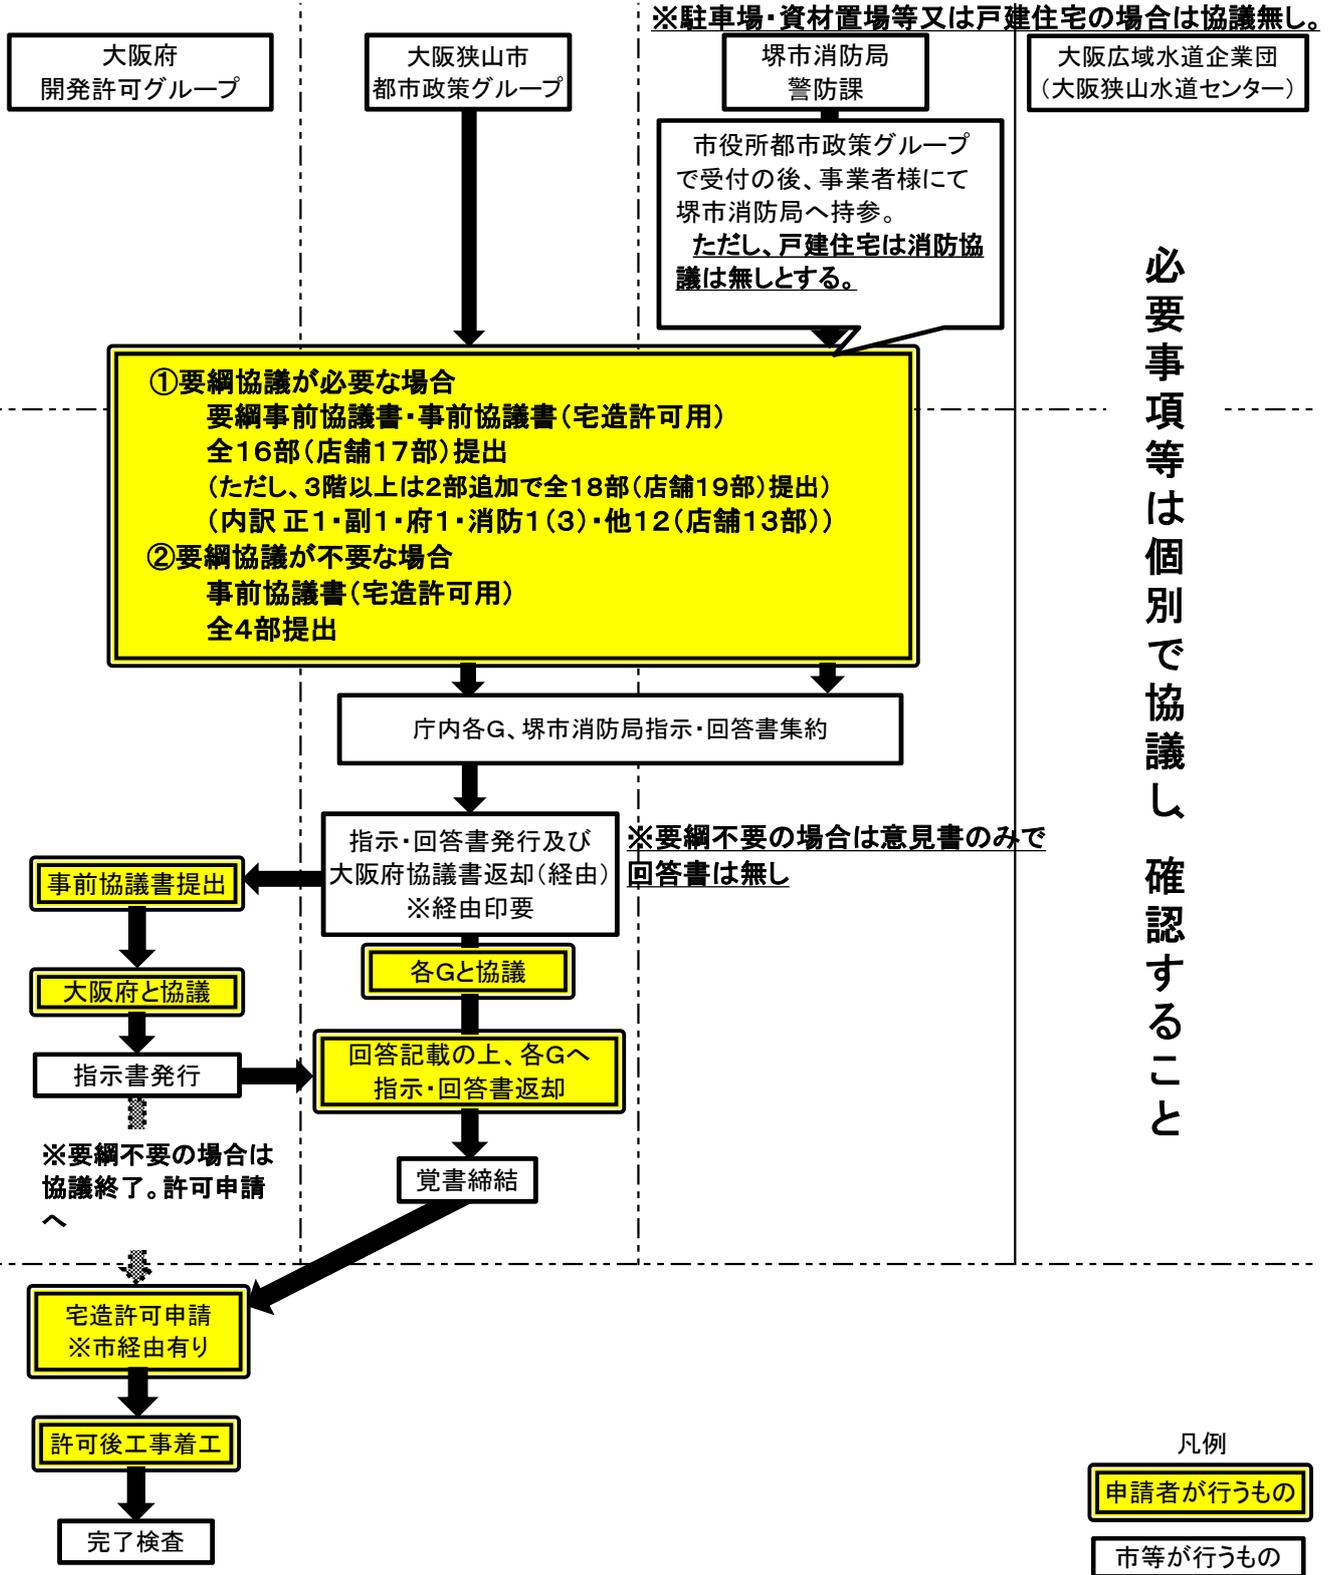 ※駐車場・資材置場等又は戸建住宅の場合は協議無し。
大阪府
開発許可グループ
大阪狭山市
都市政策グループ
堺市消防局
警防課
大阪広域水道企業団
（大阪狭山水道センター）
市役所都市政策グループ
で受付の後、事業者様にて
堺市消防局へ持参。
ただし、戸建住宅は消防協
議は無しとする。
必要事項等は個別で協議し、確認すること
①要綱協議が必要な場合
要綱事前協議書・事前協議書（宅造許可用）
全16部（店舗17部）提出
（ただし、3階以上は2部追加で全18部（店舗19部）提出）
（内訳 正1・副1・府1・消防1（3）・他12（店舗13部））
②要綱協議が不要な場合
事前協議書（宅造許可用）
全4部提出
庁内各G、堺市消防局指示・回答書集約
指示・回答書発行及び
大阪府協議書返却（経由）
※経由印要
※要綱不要の場合は意見書のみで
回答書は無し
事前協議書提出
各Gと協議
大阪府と協議
回答記載の上、各Gへ
指示・回答書返却
指示書発行
※要綱不要の場合は
協議終了。許可申請
へ
覚書締結
宅造許可申請
※市経由有り
許可後工事着工
完了検査
凡例
申請者が行うもの
市等が行うもの